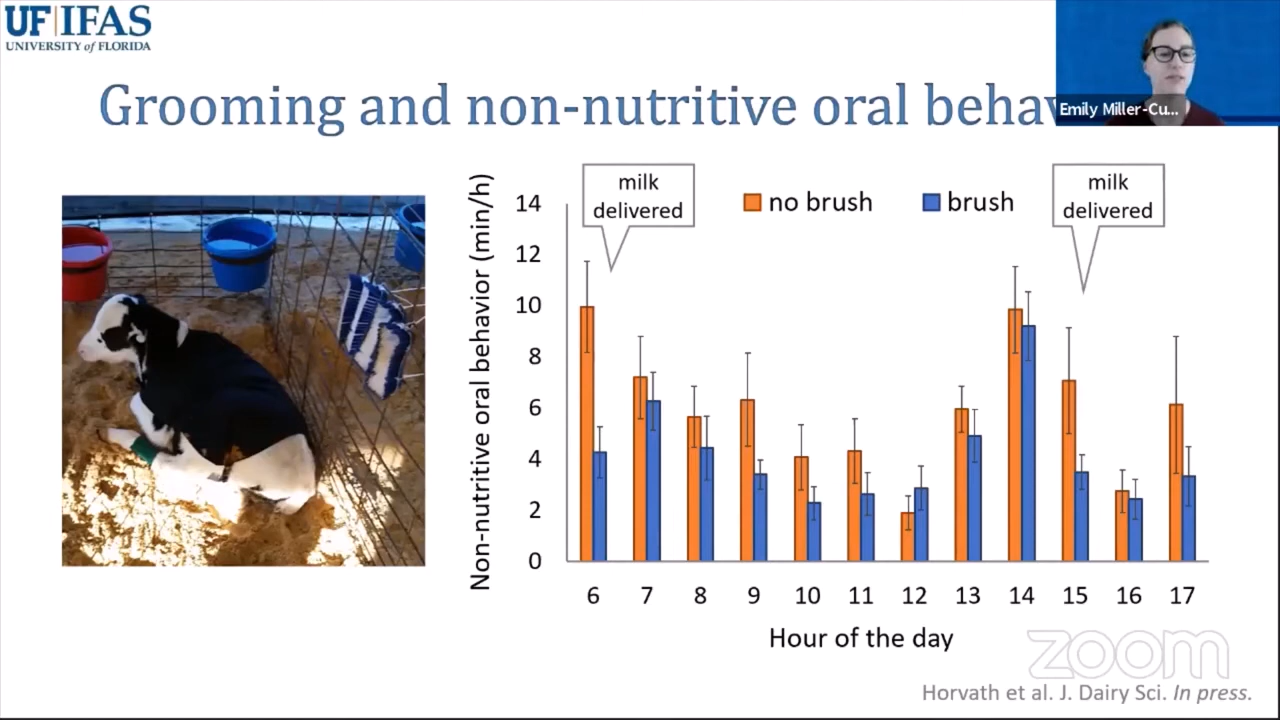 UF|IFAS
UNIVERSITY of FLORIDA
Grooming and non-nutritive oral
Emily Miller-Cu...
milk
delivered
no brush
brush
milk
delivered
Non-nutritive oral behavior (min/h)
14
12
10
8
6
4
2
0
6 7 8 9 10 11 12 13 14 15 16 17
Hour of the day
zoom
Horvath et al. J. Dairy Sci. In press.